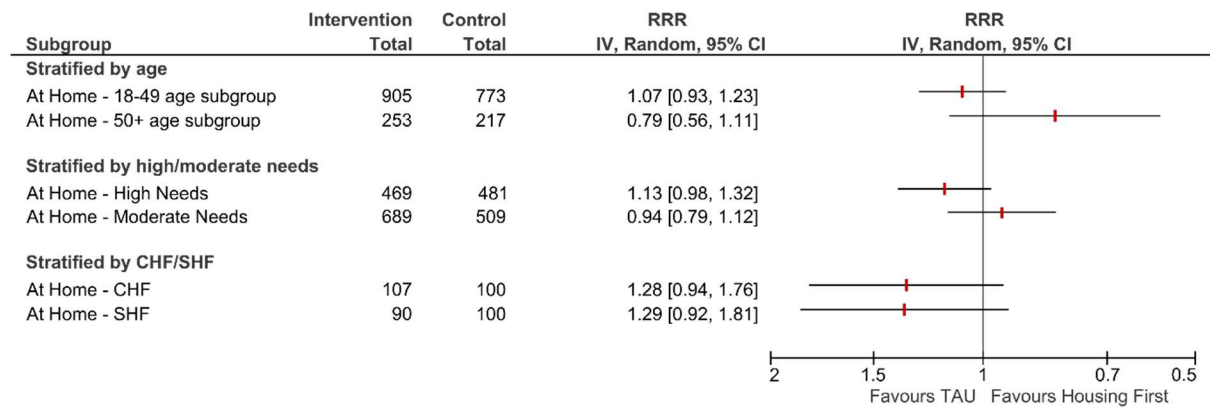 Intervention Control RRR RRR
Subgroup Total Total IV, Random, 95% CI IV, Random, 95% CI
Stratified by age
At Home - 18-49 age subgroup 905 773 1.07 [0.93, 1.23]
At Home - 50+ age subgroup 253 217 0.79 [0.56, 1.11]
Stratified by high/moderate needs
At Home - High Needs 469 481 1.13 [0.98, 1.32]
At Home - Moderate Needs 689 509 0.94 [0.79, 1.12]
Stratified by CHF/SHF
At Home - CHF 107 100 1.28 [0.94, 1.76]
At Home - SHF 90 100 1.29 [0.92, 1.81]
2 1.5 1 0.7 0.5
Favours TAU Favours Housing First